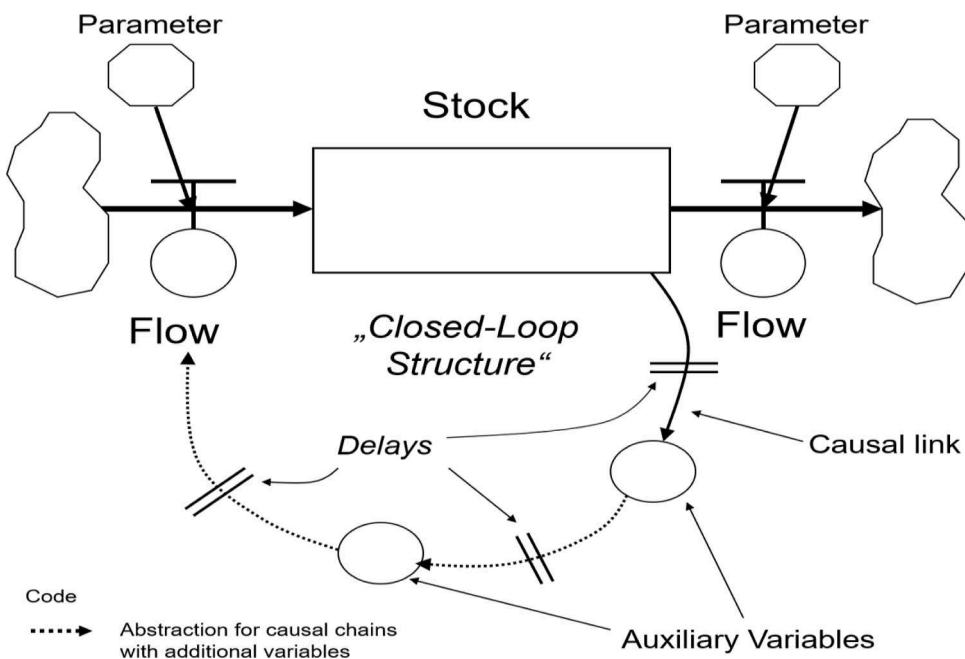 Parameter
Parameter
Stock
Flow
Flow
„Closed-Loop
Structure“
Delays
Causal link
Code
Abstraction for causal chains
with additional variables
Auxiliary Variables